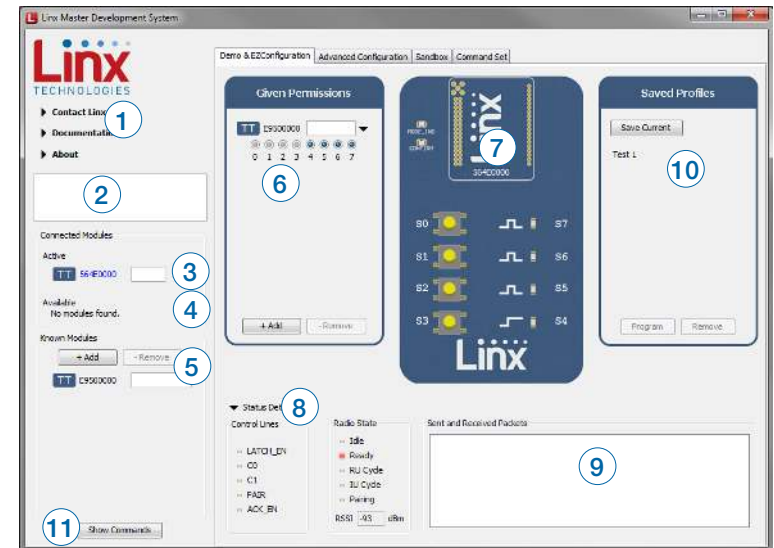 Linx Master Development System
Linx
TECHNOLOGIES
Contact Linx
1
Documentati
About
2
Connected Modules
Active
TT 564E0000
3
Available
No modules found.
4
Known Modules
+ Add
- Remove
5
TT E9500000
11
Show Commands
Demo & EZConfiguration
Advanced Configuration
Sandbox
Command Set
Given Permissions
TT E9500000
0 1 2 3 4 5 6 7
6
+ Add
- Remove
Linx
7
564E0000
MODE_IND
S0
S7
S1
S6
S2
S5
S3
S4
Linx
Saved Profiles
Save Current
Test 1
10
Program
Remove
Status Det
8
Control Lines
LATCH_EN
C0
C1
PAIR
ACK_EN
Radio State
Idle
Ready
RU Cycle
IU Cycle
Pairing
RSSI -93 dBm
Sent and Received Packets
9